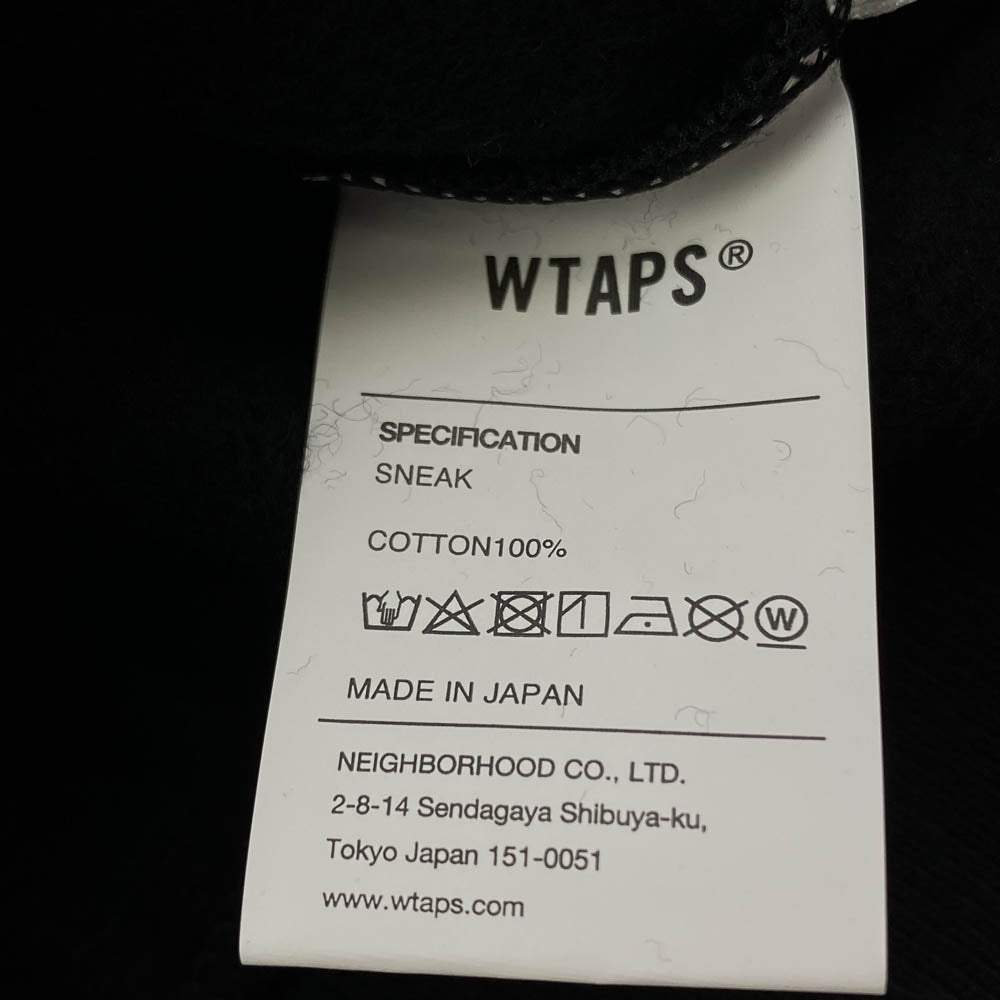 WTAPS®
SPECIFICATION
SNEAK
COTTON100%
W
MADE IN JAPAN
NEIGHBORHOOD CO., LTD.
2-8-14 Sendagaya Shibuya-ku,
Tokyo Japan 151-0051
www.wtaps.com